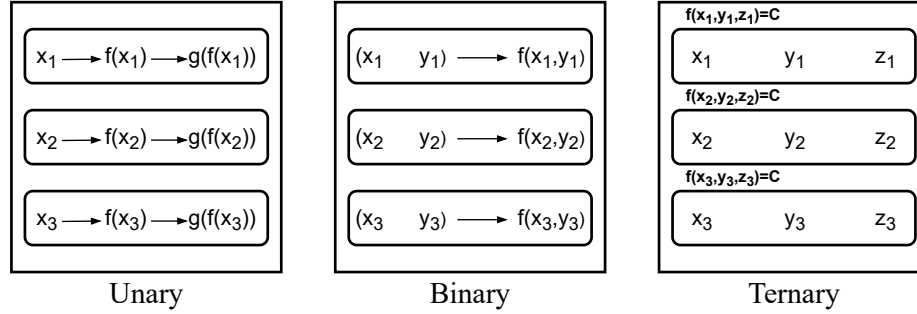 x1 → f(x1) → g(f(x1))
x2 → f(x2) → g(f(x2))
x3 → f(x3) → g(f(x3))
Unary
(x1 y1) → f(x1,y1)
(x2 y2) → f(x2,y2)
(x3 y3) → f(x3,y3)
Binary
f(x1,y1,z1)=C
x1 y1 z1
f(x2,y2,z2)=C
x2 y2 z2
f(x3,y3,z3)=C
x3 y3 z3
Ternary